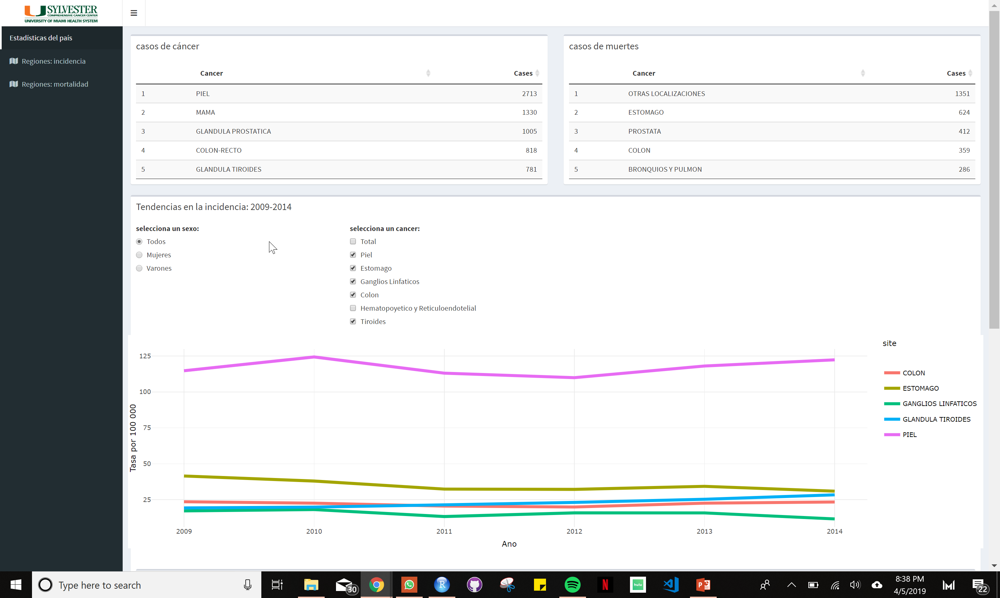 SYLVESTER
COMPREHENSIVE CANCER CENTER
UNIVERSITY OF MIAMI HEALTH SYSTEM
Estadísticas del país
Regiones: incidencia
Regiones: mortalidad
casos de cáncer
Cancer Cases
1 PIEL 2713
2 MAMA 1330
3 GLANDULA PROSTATICA 1005
4 COLON-RECTO 818
5 GLANDULA TIROIDES 781
casos de muertes
Cancer Cases
1 OTRAS LOCALIZACIONES 1351
2 ESTOMAGO 624
3 PROSTATA 412
4 COLON 359
5 BRONQUIOS Y PULMON 286
Tendencias en la incidencia: 2009-2014
selecciona un sexo:
Todos
Mujeres
Varones
selecciona un cancer:
Total
Piel
Estomago
Ganglios Linfaticos
Colon
Hematopoyetico y Reticuloendotelial
Tiroides
Tasa por 100 000
125
100
75
50
25
2009 2010 2011 2012 2013 2014
Ano
site
COLON
ESTOMAGO
GANGLIOS LINFATICOS
GLANDULA TIROIDES
PIEL
Type here to search
30
R
N
hulu
P
8:38 PM
4/5/2019
22